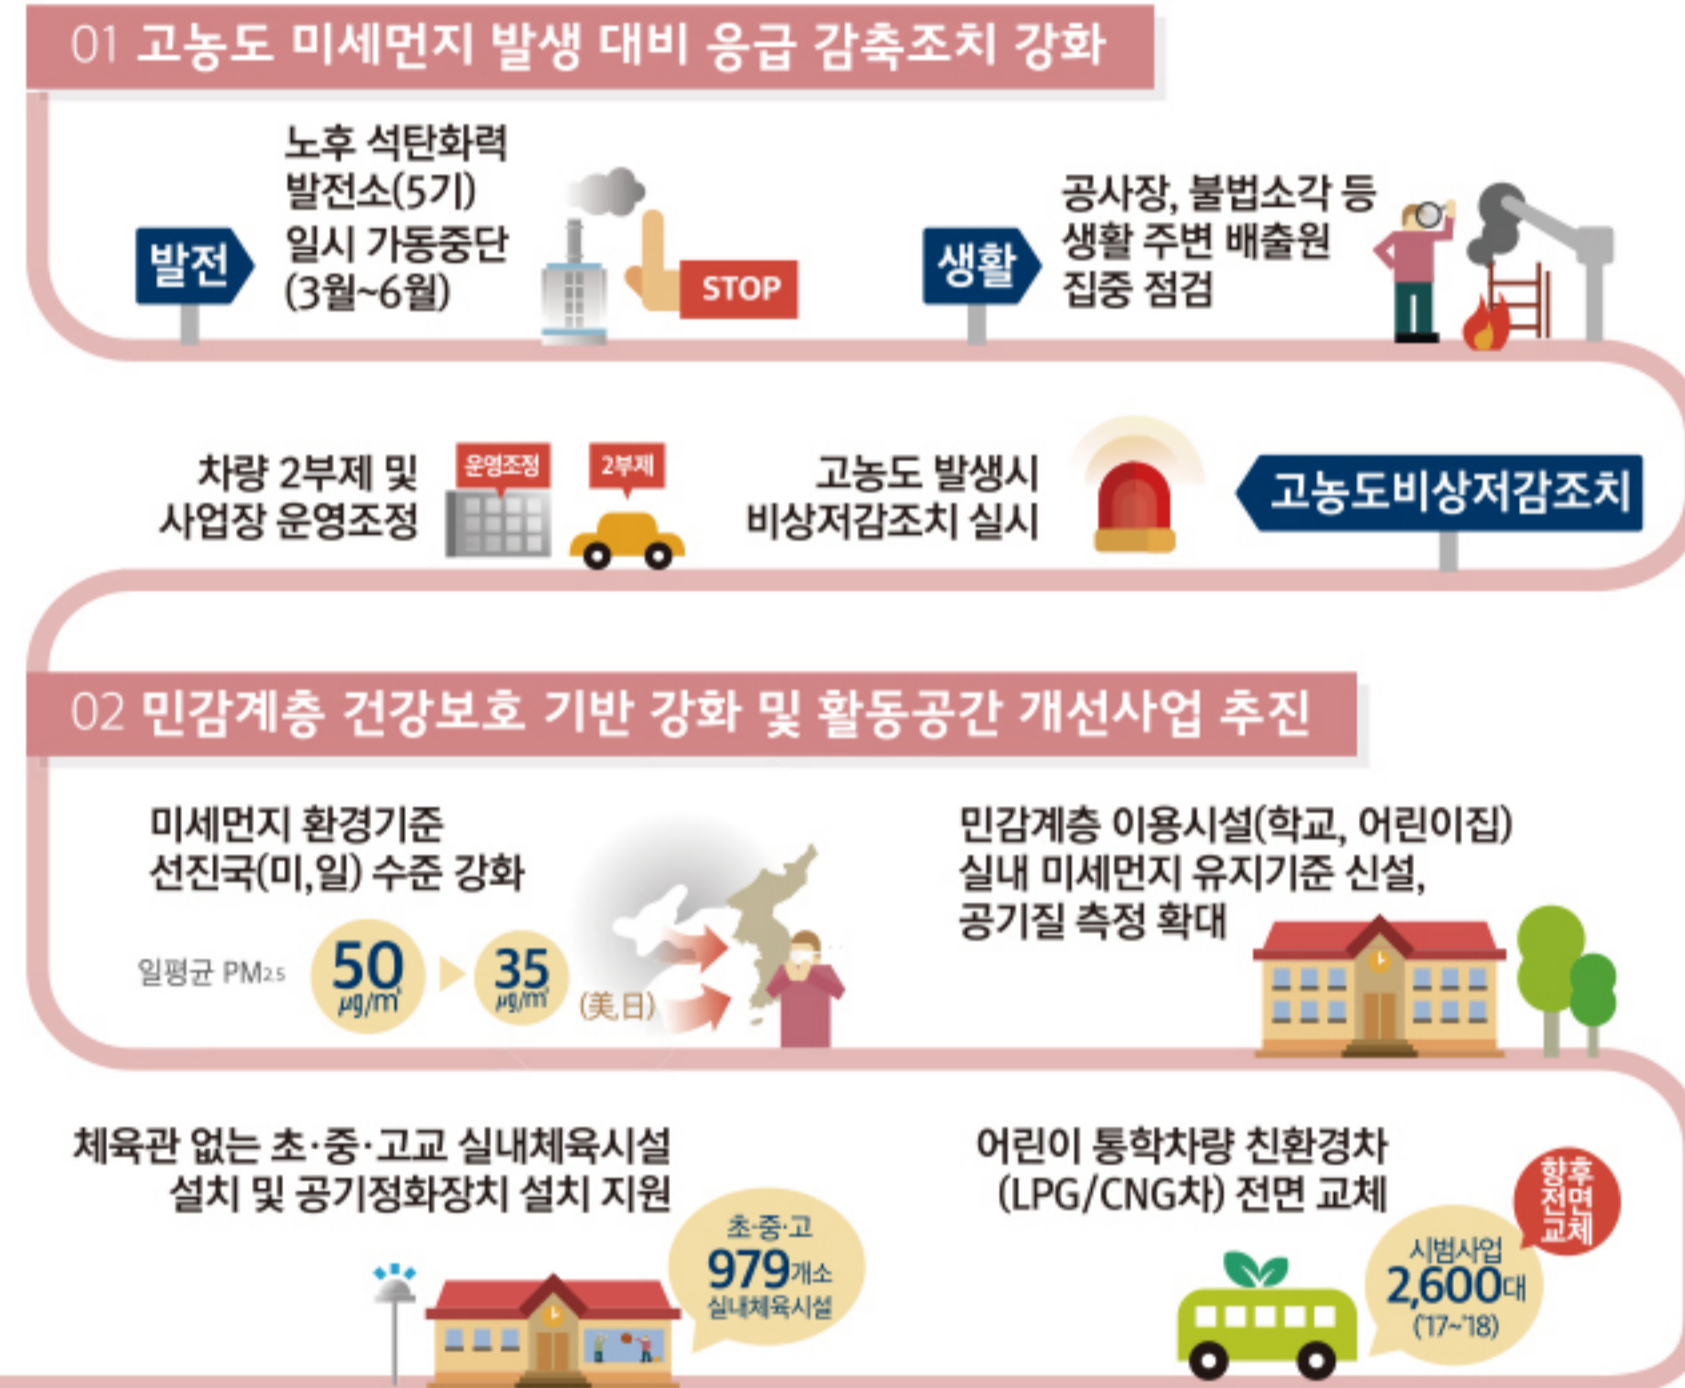 01 고농도 미세먼지 발생 대비 응급 감축조치 강화
발전
노후 석탄화력
발전소(5기)
일시 가동중단
(3월~6월)
STOP
생활
공사장, 불법소각 등
생활 주변 배출원
집중 점검
고농도비상저감조치
고농도 발생시
비상저감조치 실시
차량 2부제 및
사업장 운영조정
운영조정
2부제
02 민감계층 건강보호 기반 강화 및 활동공간 개선사업 추진
미세먼지 환경기준
선진국(미,일) 수준 강화
일평균 PM2.5
50
μg/㎥
35
μg/㎥
(美,日)
민감계층 이용시설(학교, 어린이집)
실내 미세먼지 유지기준 신설,
공기질 측정 확대
체육관 없는 초·중·고교 실내체육시설
설치 및 공기정화장치 설치 지원
초·중·고
979개소
실내체육시설
어린이 통학차량 친환경차
(LPG/CNG차) 전면 교체
시범사업
2,600대
('17~'18)
향후
전면
교체